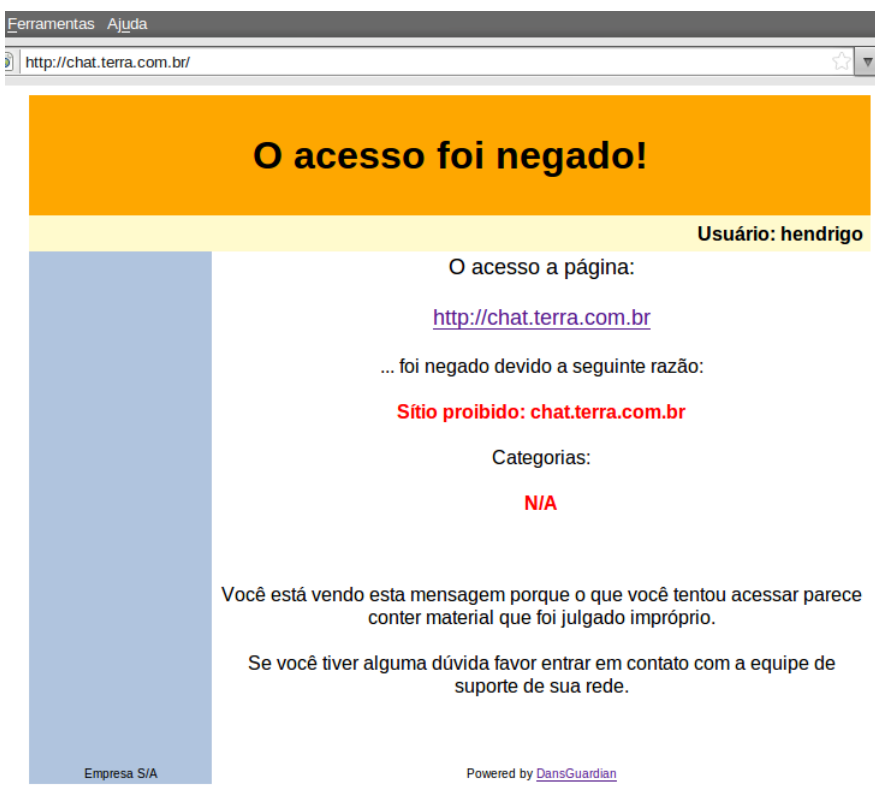 Ferramentas Ajuda
http://chat.terra.com.br/
O acesso foi negado!
Usuário: hendrigo
O acesso a página:
http://chat.terra.com.br
... foi negado devido a seguinte razão:
Sítio proibido: chat.terra.com.br
Categorias:
N/A
Você está vendo esta mensagem porque o que você tentou acessar parece
conter material que foi julgado impróprio.
Se você tiver alguma dúvida favor entrar em contato com a equipe de
suporte de sua rede.
Empresa S/A
Powered by DansGuardian